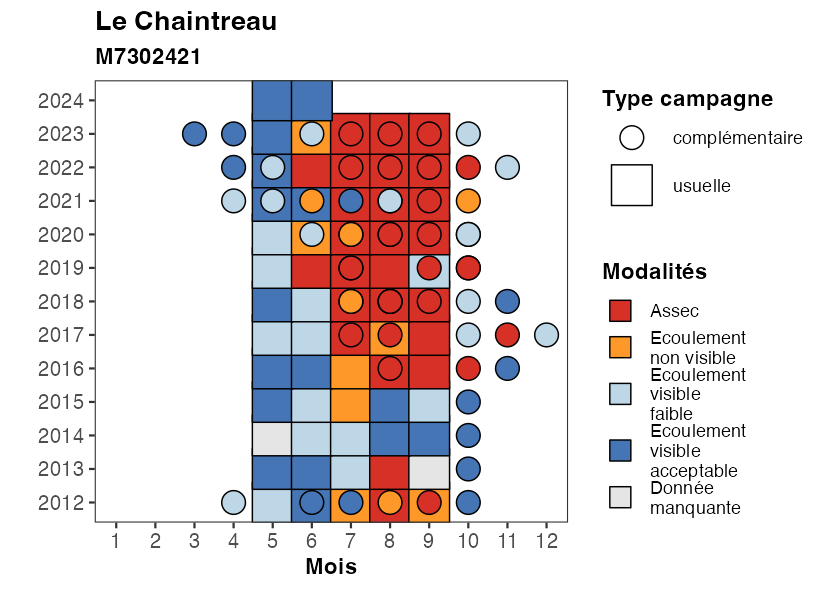 Le Chaintreau
M7302421
2024
2023
2022
2021
2020
2019
2018
2017
2016
2015
2014
2013
2012
1 2 3 4 5 6 7 8 9 10 11 12
Mois
Type campagne
complémentaire
usuelle
Modalités
Assec
Ecoulement
non visible
Ecoulement
visible
faible
Ecoulement
visible
acceptable
Donnée
manquante